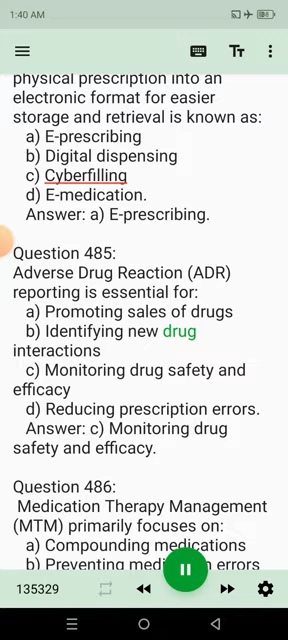 1:40 AM
physical prescription into an
electronic format for easier
storage and retrieval is known as:
a) E-prescribing
b) Digital dispensing
c) Cyberfilling
d) E-medication.
Answer: a) E-prescribing.
Question 485:
Adverse Drug Reaction (ADR)
reporting is essential for:
a) Promoting sales of drugs
b) Identifying new drug
interactions
c) Monitoring drug safety and
efficacy
d) Reducing prescription errors.
Answer: c) Monitoring drug
safety and efficacy.
Question 486:
Medication Therapy Management
(MTM) primarily focuses on:
a) Compounding medications
b) Preventing errors
135329